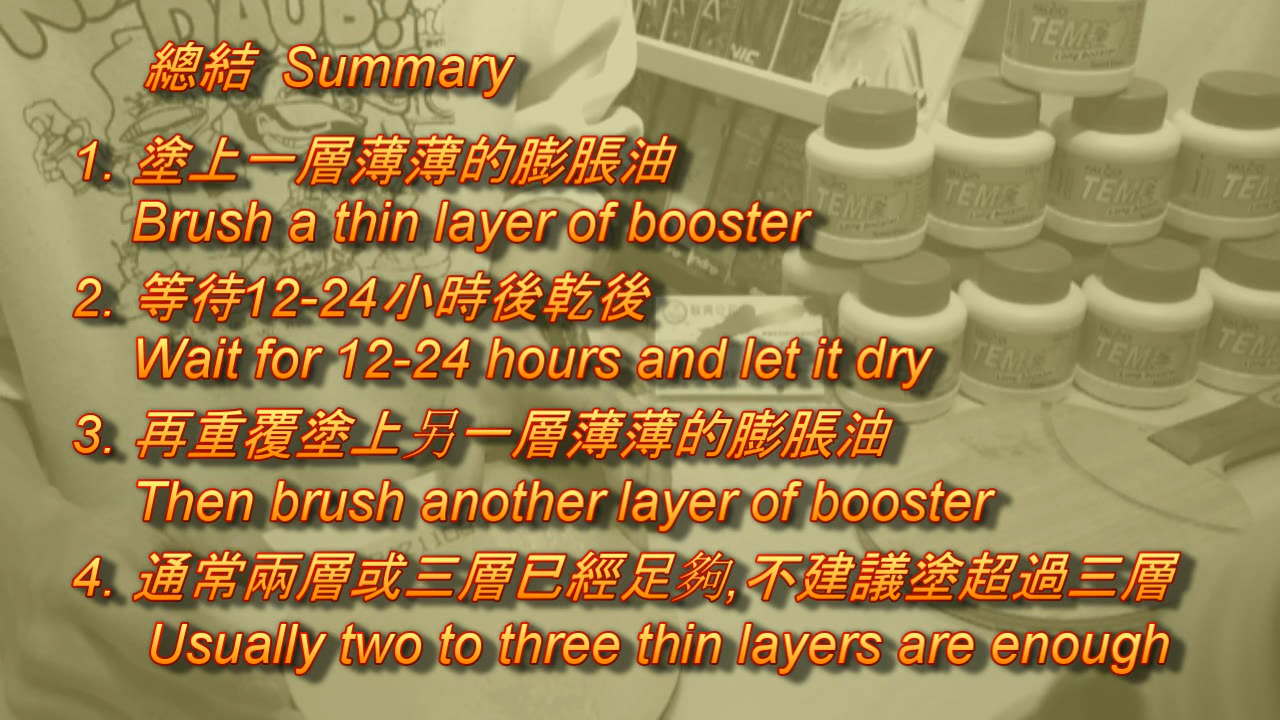 總結 Summary
1. 塗上一層薄薄的膨脹油
Brush a thin layer of booster
2. 等待12-24小時後乾後
Wait for 12-24 hours and let it dry
3. 再重覆塗上另一層薄薄的膨脹油
Then brush another layer of booster
4. 通常兩層或三層已經足夠,不建議塗超過三層
Usually two to three thin layers are enough